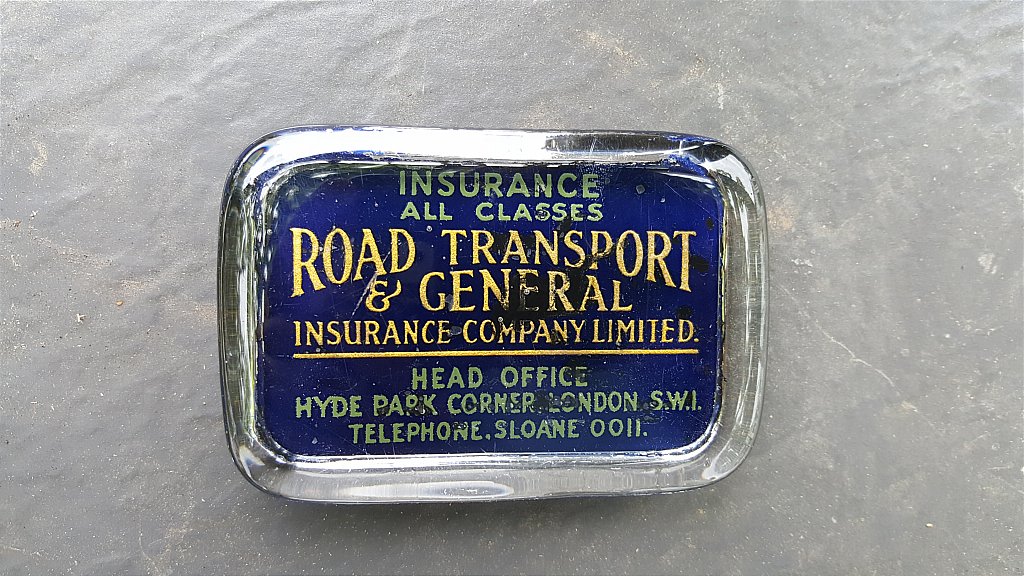 INSURANCE
ALL CLASSES
ROAD TRANSPORT
& GENERAL
INSURANCE COMPANY LIMITED.
HEAD OFFICE
HYDE PARK CORNER LONDON S.W.1.
TELEPHONE. SLOANE 0011.